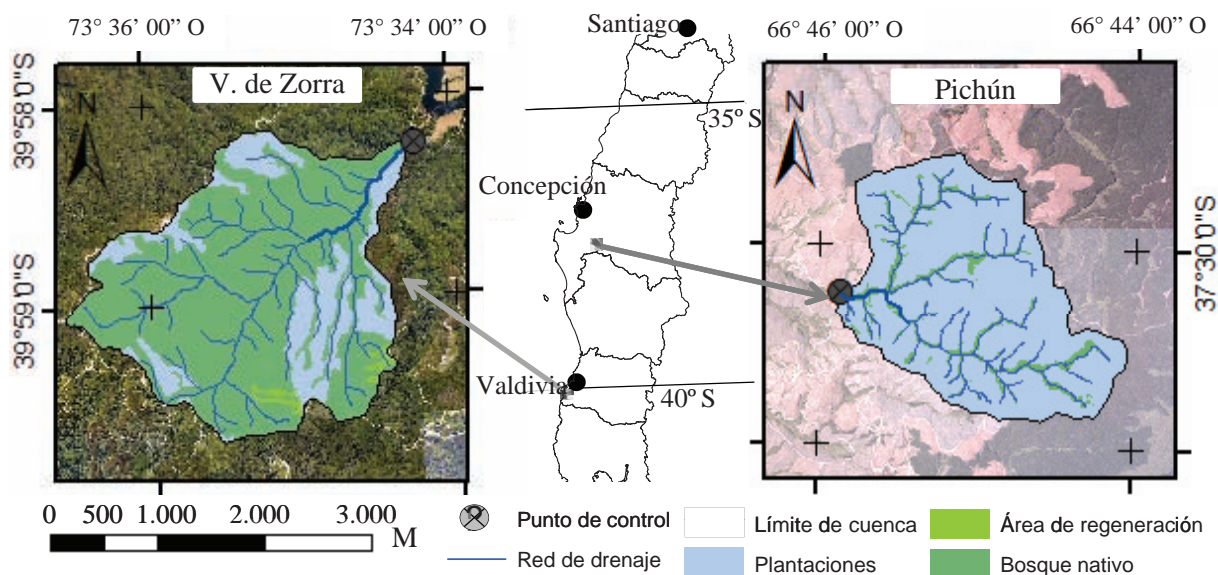 73° 36' 00” O
73° 34' 00” O
Santiago
66° 46' 00” O
66° 44' 00” O
V. de Zorra
Pichún
N
N
39°58'0"S
35° S
Concepción
37°30'0"S
39°59'0"S
Valdivia
40° S
0 500 1.000 2.000 3.000
M
Punto de control
Límite de cuenca
Área de regeneración
Red de drenaje
Plantaciones
Bosque nativo